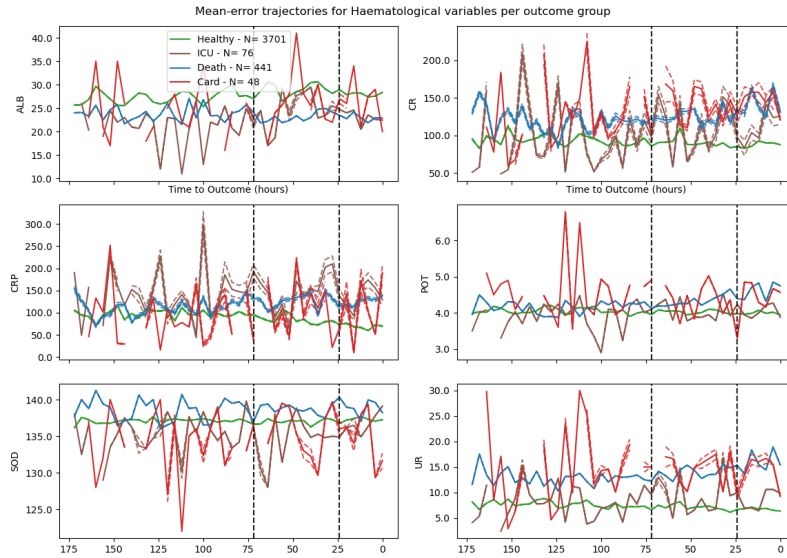 Mean-error trajectories for Haematological variables per outcome group
Healthy - N= 3701
ICU - N= 76
Death - N= 441
Card - N= 48
ALB
40.0
35.0
30.0
25.0
20.0
15.0
10.0
Time to Outcome (hours)
CR
200.0
150.0
100.0
50.0
Time to Outcome (hours)
CRP
300.0
250.0
200.0
150.0
100.0
50.0
0.0
POT
6.0
5.0
4.0
3.0
SOD
140.0
135.0
130.0
125.0
175 150 125 100 75 50 25 0
UR
30.0
25.0
20.0
15.0
10.0
5.0
175 150 125 100 75 50 25 0